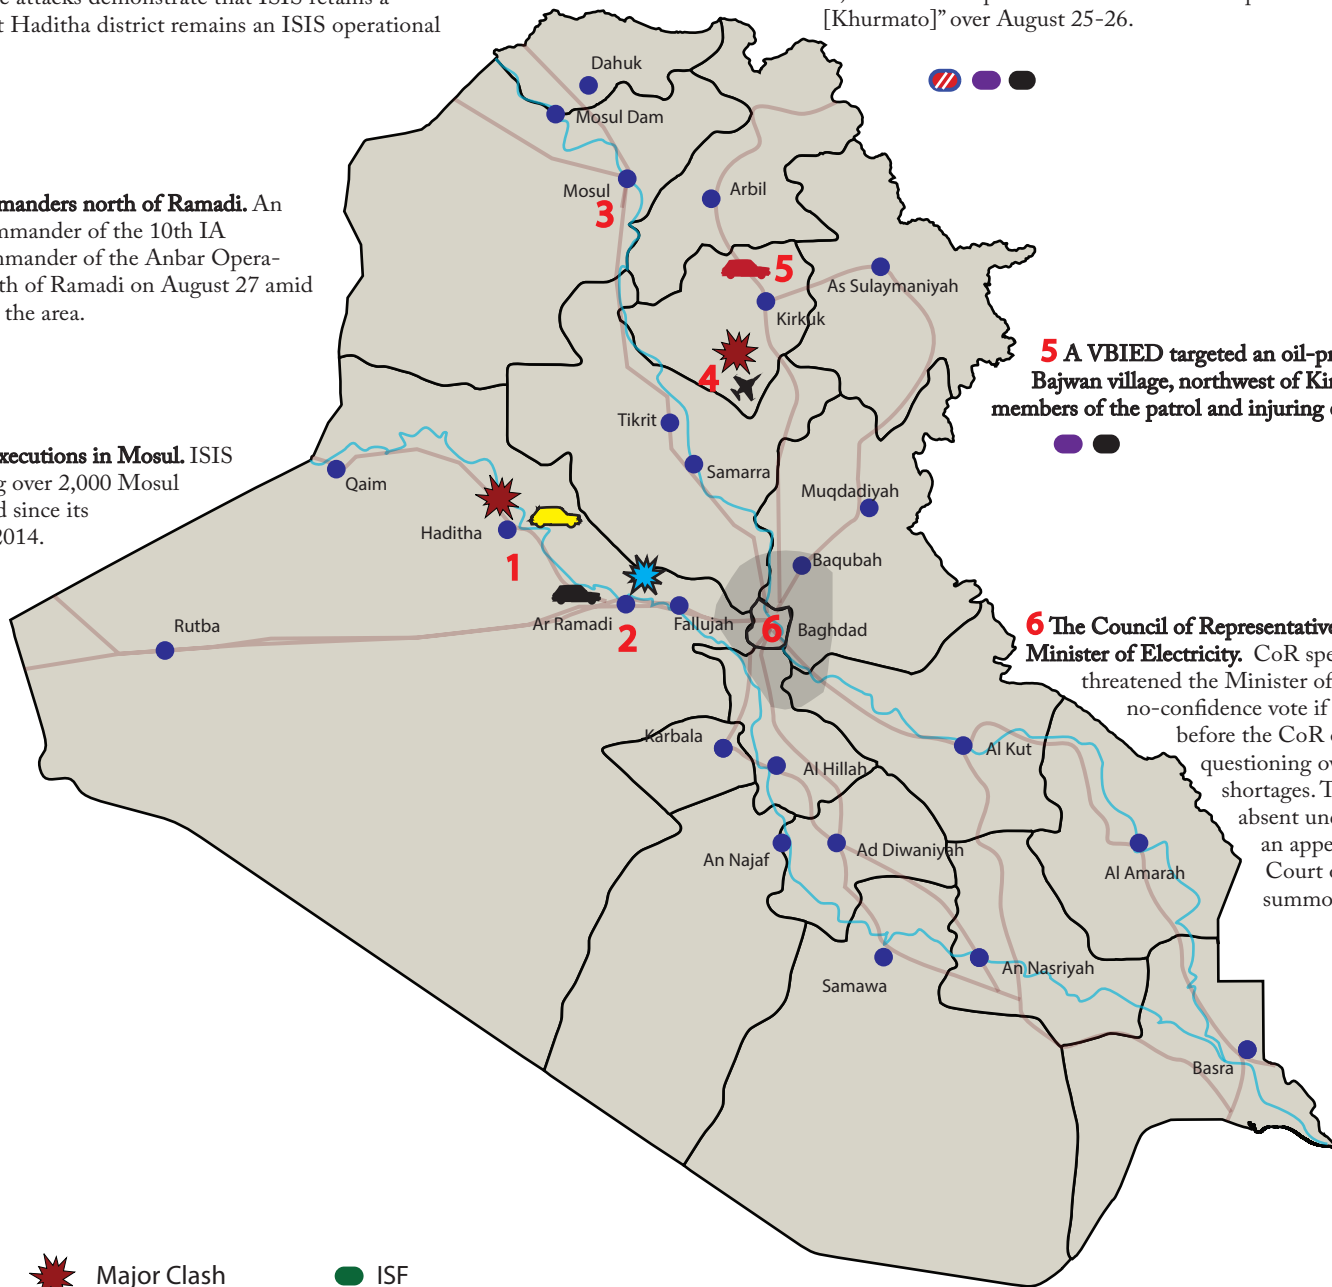 e attacks demonstrate that ISIS retains a
t Haditha district remains an ISIS operational
[Khurmato]” over August 25-26.
manders north of Ramadi. An
mmander of the 10th IA
mmander of the Anbar Opera-
th of Ramadi on August 27 amid
the area.
xecutions in Mosul. ISIS
g over 2,000 Mosul
d since its
2014.
Dahuk
Mosul Dam
Mosul
3
Arbil
5
As Sulaymaniyah
Kirkuk
4
Tikrit
Samarra
Muqdadiyah
Qaim
Haditha
1
Baqubah
Ar Ramadi
2
Fallujah
6
Baghdad
Rutba
Karbala
Al Hillah
Al Kut
An Najaf
Ad Diwaniyah
Al Amarah
Samawa
An Nasriyah
Basra
5 A VBIED targeted an oil-pr
Bajwan village, northwest of Kir
members of the patrol and injuring
6 The Council of Representative
Minister of Electricity. CoR spe
threatened the Minister of
no-confidence vote if
before the CoR
questioning ov
shortages. T
absent und
an appe
Court
summo
Major Clash
ISF